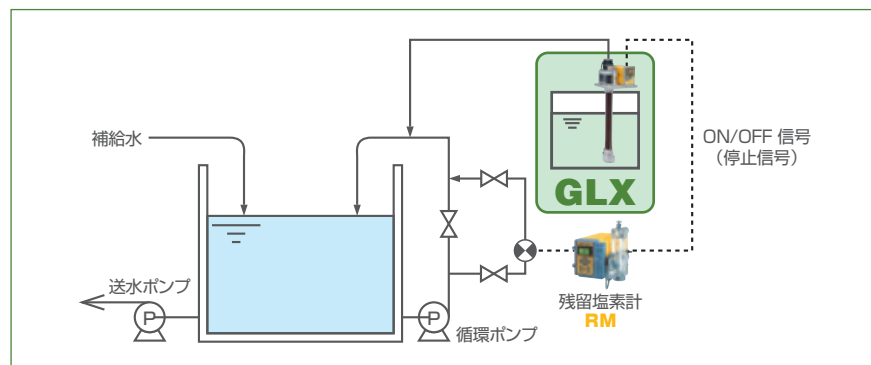 補給水
ON/OFF 信号
（停止信号）
GLX
送水ポンプ
P
P
循環ポンプ
残留塩素計
RM